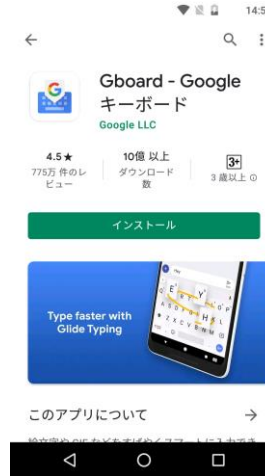 14:5
Gboard - Google
キーボード
Google LLC
4.5★
775万 件のレ
ビュー
10億 以上
ダウンロード
数
3+
3 歳以上
インストール
Type faster with
Glide Typing
このアプリについて